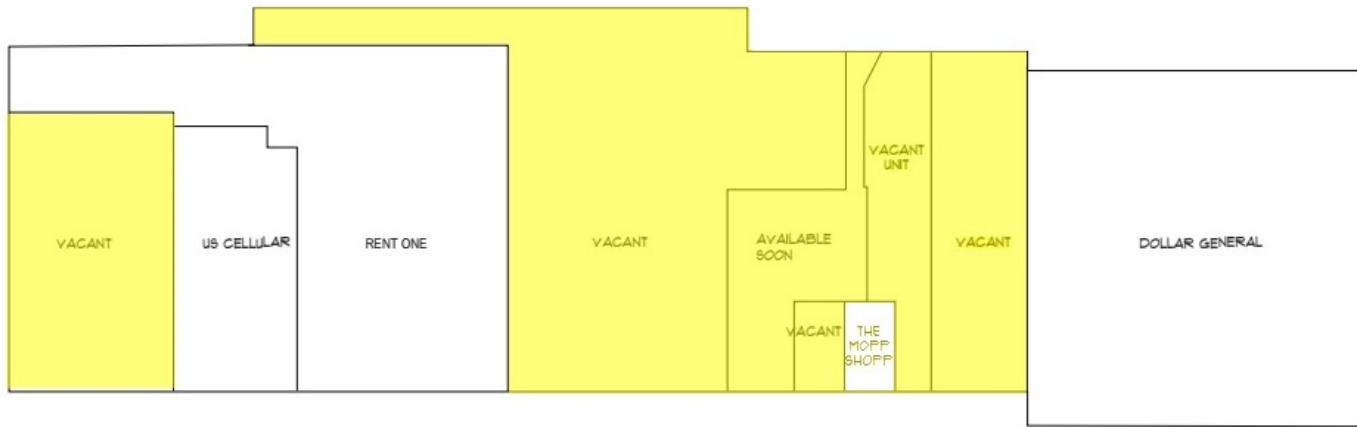 VACANT
US CELLULAR
RENT ONE
VACANT
AVAILABLE
SOON
VACANT
UNIT
VACANT
DOLLAR GENERAL
VACANT
THE
MOPP
SHOPP